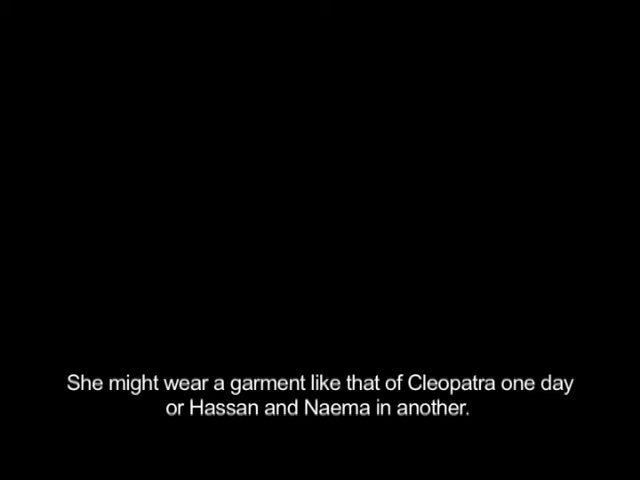 She might wear a garment like that of Cleopatra one day
or Hassan and Naema in another.